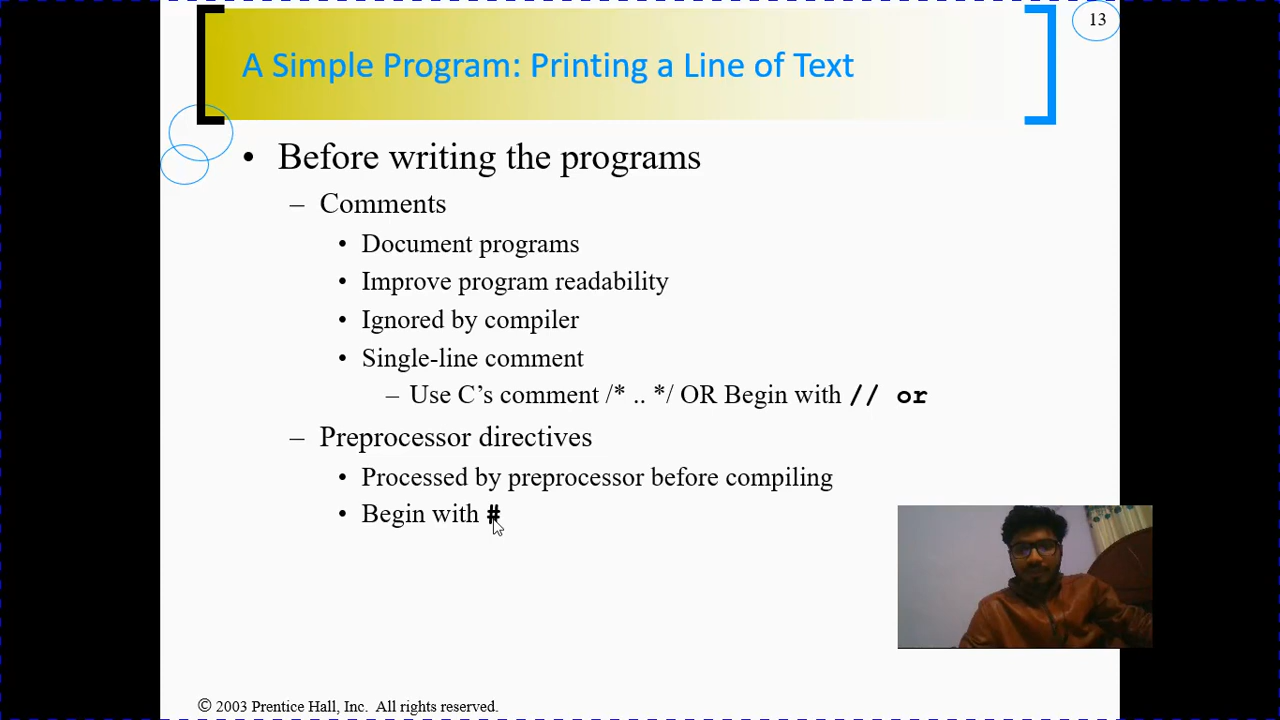 13
A Simple Program: Printing a Line of Text
• Before writing the programs
– Comments
• Document programs
• Improve program readability
• Ignored by compiler
• Single-line comment
– Use C’s comment /* .. */ OR Begin with // or
– Preprocessor directives
• Processed by preprocessor before compiling
• Begin with #
© 2003 Prentice Hall, Inc. All rights reserved.